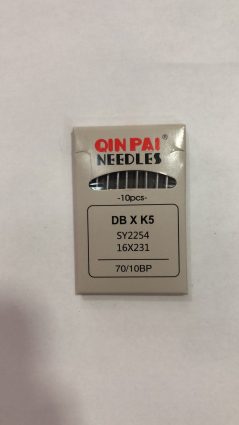 QIN PAI
NEEDLES
-10pcs-
DB X K5
SY2254
16X231
70/10BP